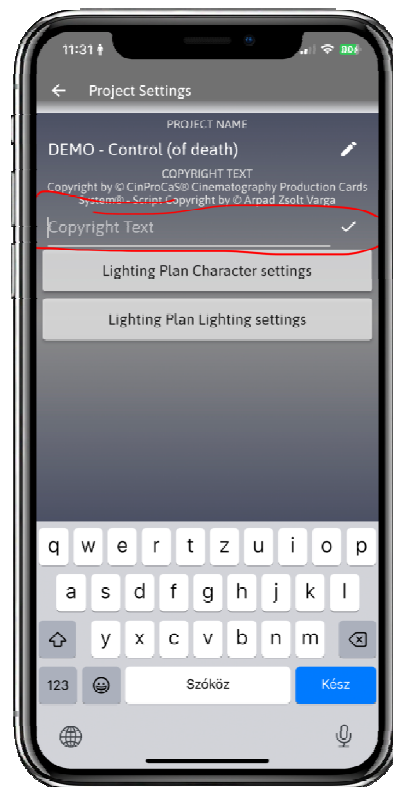 11:31
80
Project Settings
PROJECT NAME
DEMO - Control (of death)
COPYRIGHT TEXT
Copyright by © CinProCaS® Cinematography Production Cards
System® - Script Copyright by © Arpad Zsolt Varga
Copyright Text
Lighting Plan Character settings
Lighting Plan Lighting settings
q w e r t z u i o p
a s d f g h j k l
y x c v b n m
123 Szóköz Kész